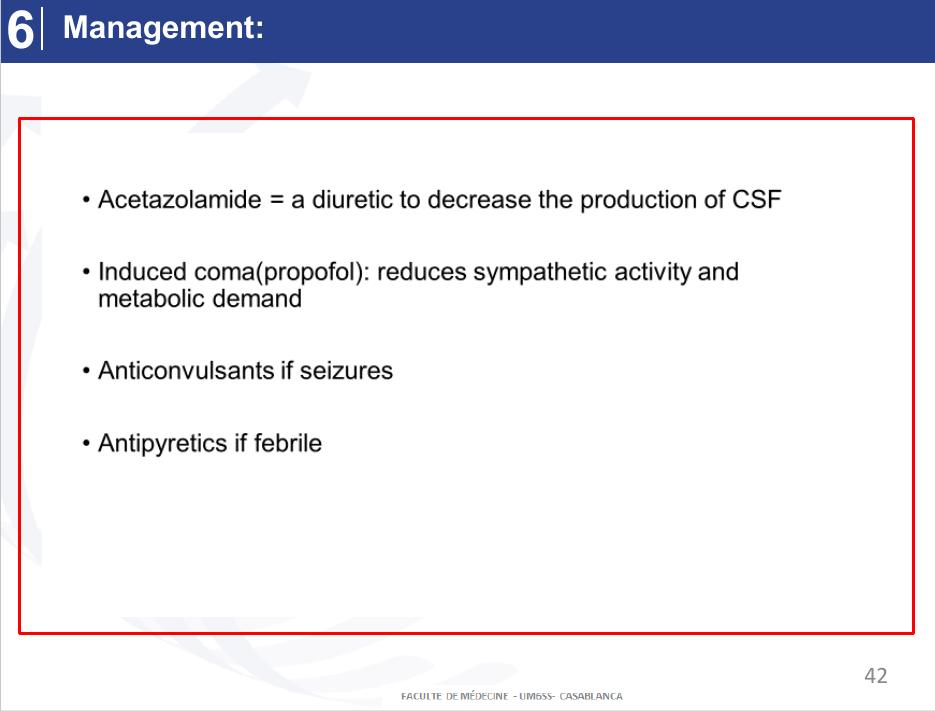 6 Management:
• Acetazolamide = a diuretic to decrease the production of CSF
• Induced coma(propofol): reduces sympathetic activity and
metabolic demand
• Anticonvulsants if seizures
• Antipyretics if febrile
42
FACULTE DE MÉDECINE - UM6SS- CASABLANCA